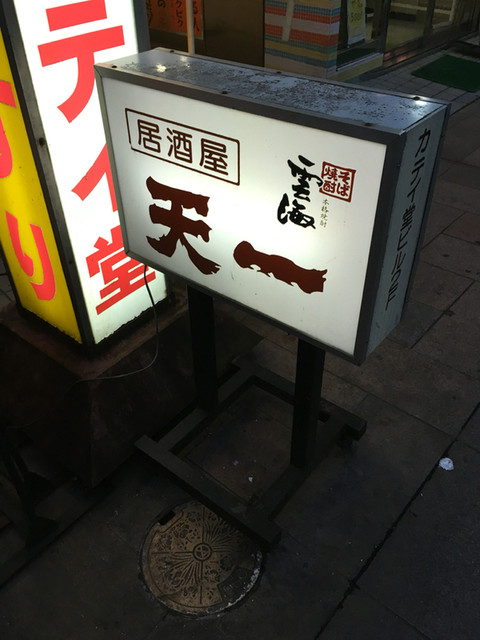 居酒屋
天一
雲海
そば
焼酎
本格焼酎
カテイ堂ビル2F
テイ堂
り